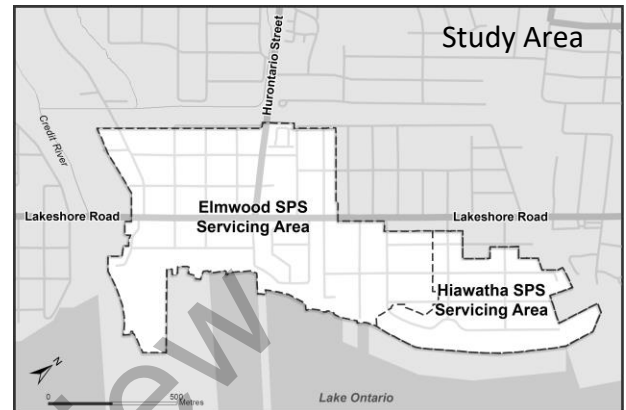 Study Area
Hurontario Street
Credit River
Lakeshore Road
Elmwood SPS
Servicing Area
Lakeshore Road
Hiawatha SPS
Servicing Area
N
0 500
Metres
Lake Ontario